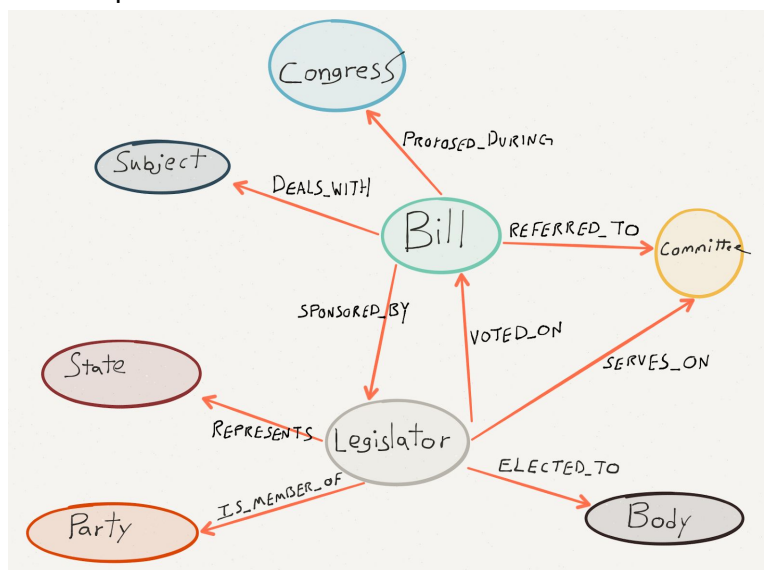 Congress
PROPOSED_DURING
Subject
DEALS_WITH
Bill
REFERRED_TO
Committee
SPONSORED_BY
VOTED_ON
State
SERVES_ON
REPRESENTS
Legislator
ELECTED_TO
IS_MEMBER_OF
Party
Body